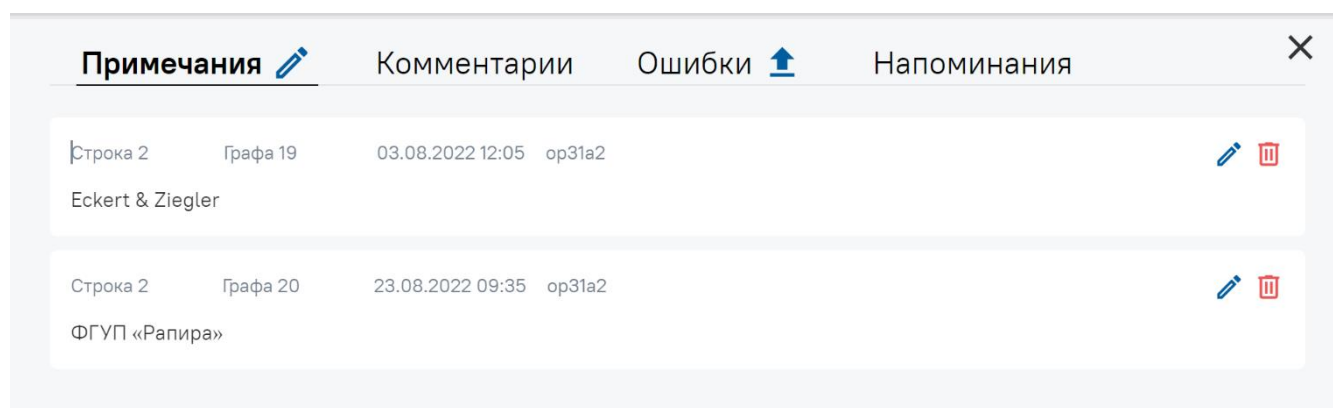 Примечания Комментарии Ошибки Напоминания
Строка 2 Графа 19 03.08.2022 12:05 op31a2
Eckert & Ziegler
Строка 2 Графа 20 23.08.2022 09:35 op31a2
ФГУП «Рапира»